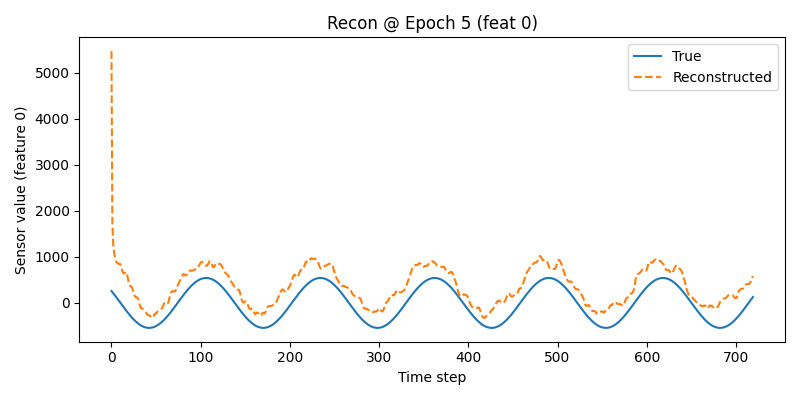 Recon @ Epoch 5 (feat 0)
True
Reconstructed
Sensor value (feature 0)
5000
4000
3000
2000
1000
0
0 100 200 300 400 500 600 700
Time step